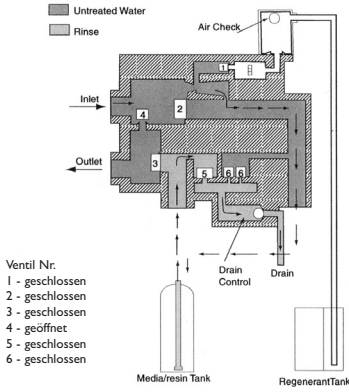 Untreated Water
Rinse
Air Check
1
Inlet
4
2
Outlet
3
5
6
6
Drain
Control
Drain
Ventil Nr.
1 - geschlossen
2 - geschlossen
3 - geschlossen
4 - geöffnet
5 - geschlossen
6 - geschlossen
Media/resin Tank
RegenerantTank